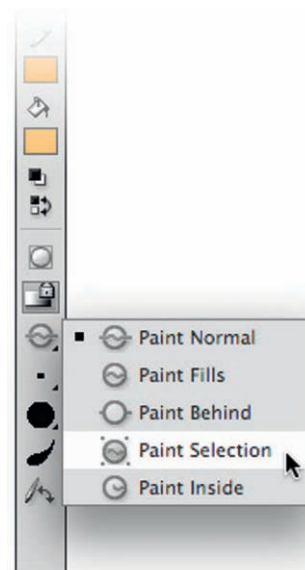 Paint Normal
Paint Fills
Paint Behind
Paint Selection
Paint Inside